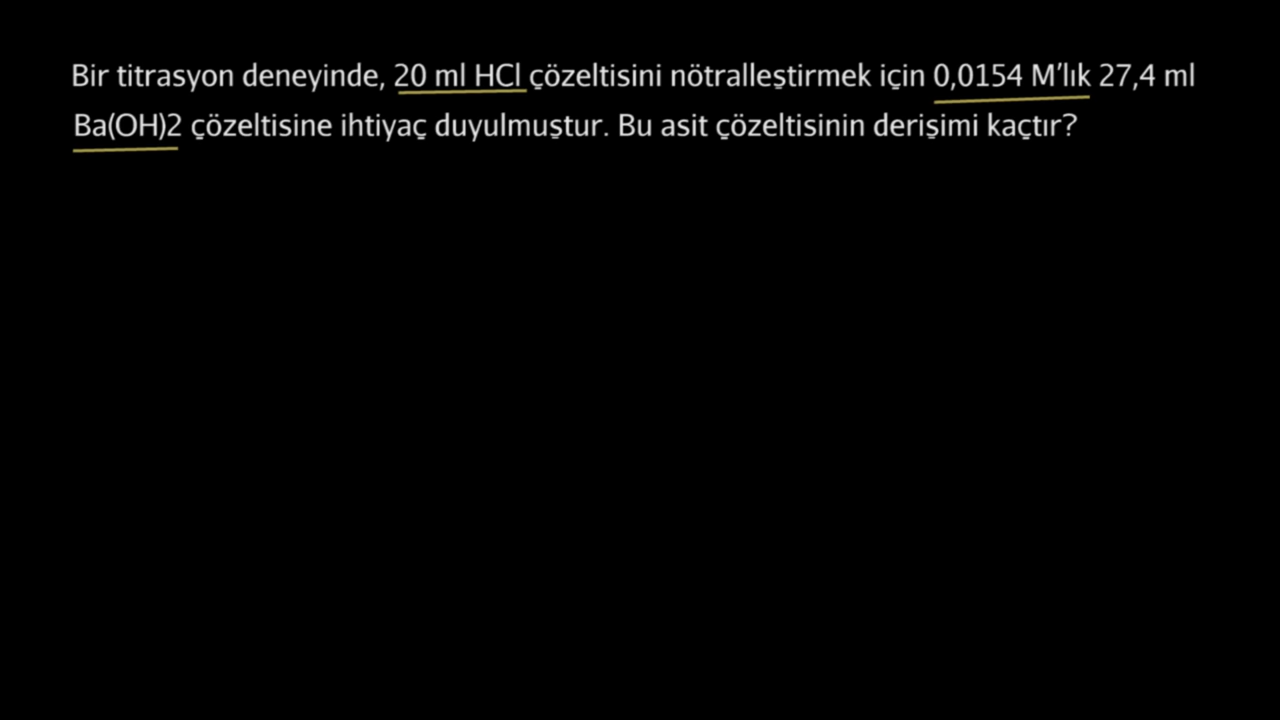 Bir titrasyon deneyinde, 20 ml HCl çözeltisini nötralleştirmek için 0,0154 M'lık 27,4 ml
Ba(OH)2 çözeltisine ihtiyaç duyulmuştur. Bu asit çözeltisinin derişimi kaçtır?